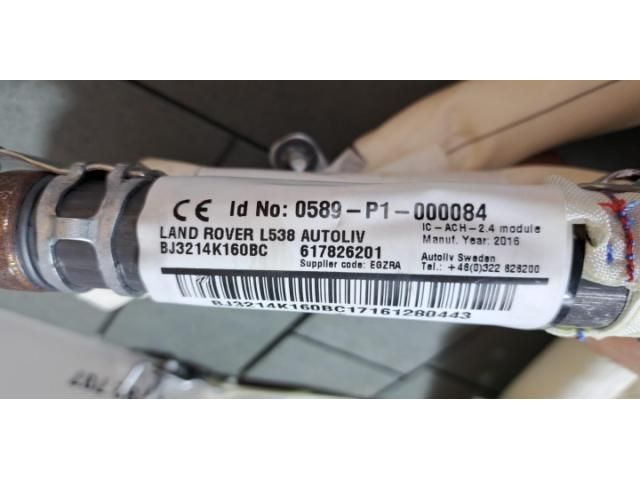 CE Id No: 0589-P1-000084
LAND ROVER L538 AUTOLIV
BJ3214K160BC 617826201
Supplier code: EGZRA
IC-ACH-2.4 module
Manuf. Year: 2016
Autoliv Sweden
Tel.: +46(0)322 626200
BJ3214K160BC17161280443